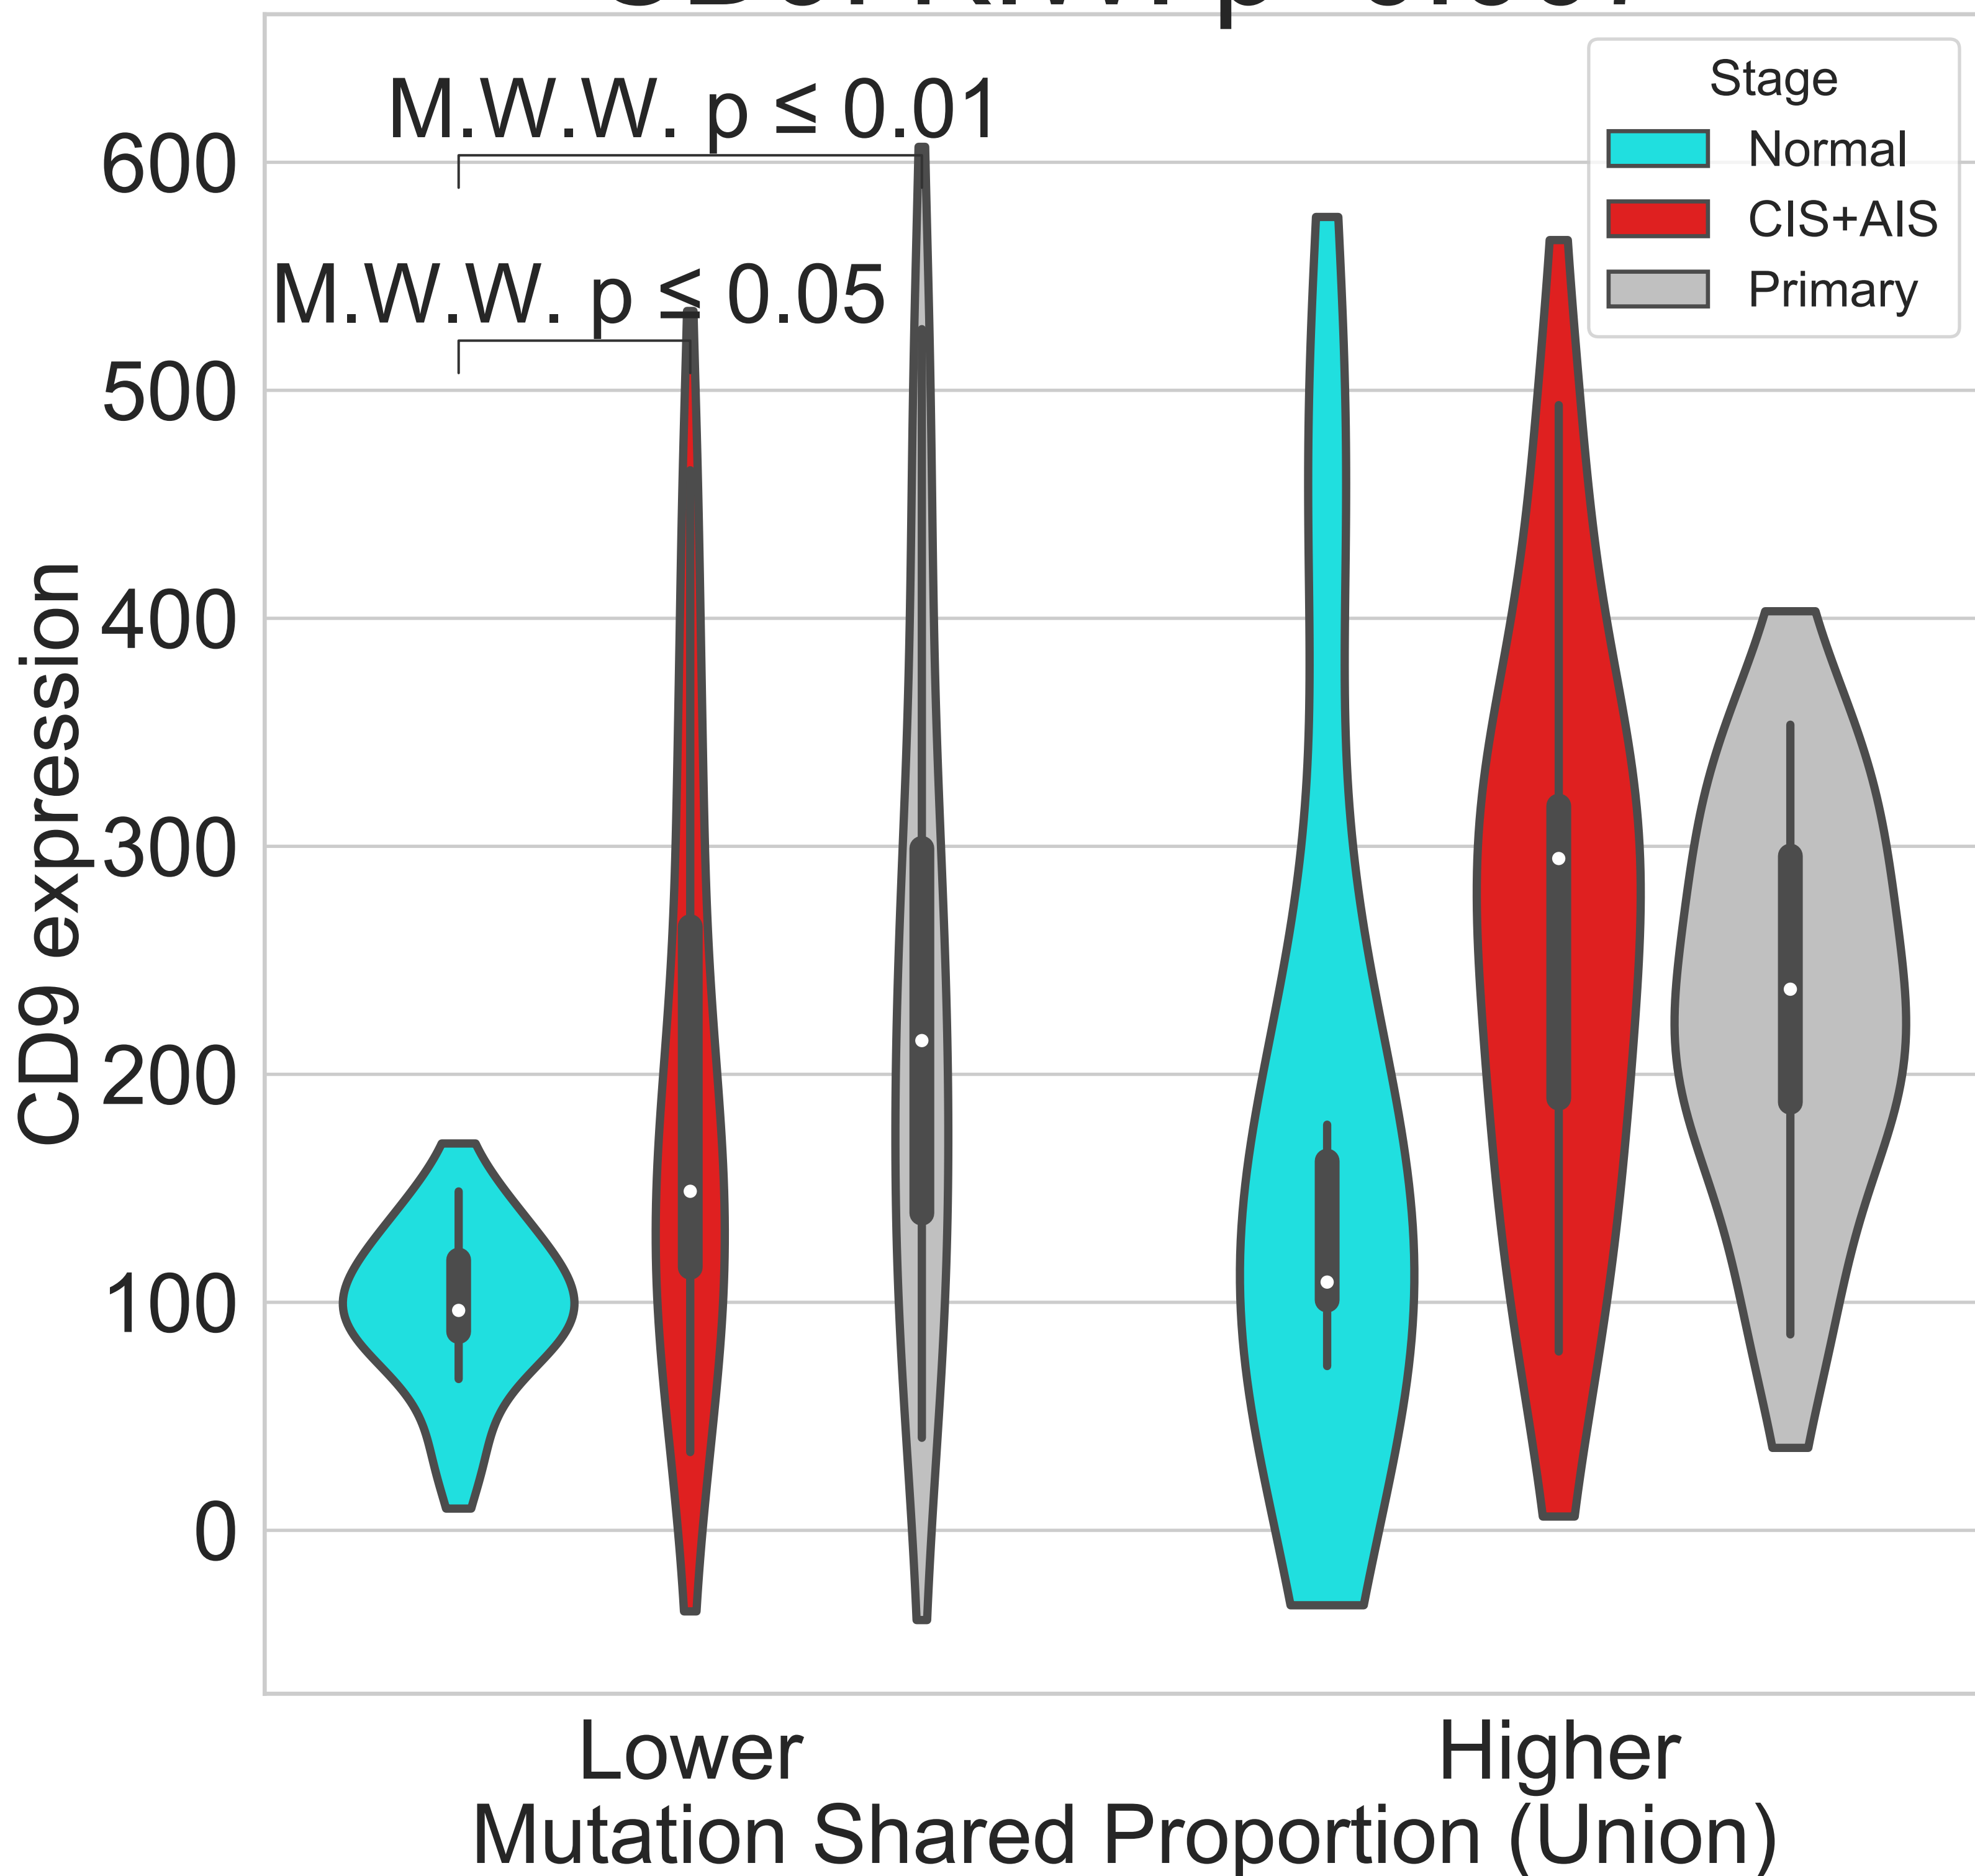 M.W.W. p ≤ 0.01
M.W.W. p ≤ 0.05
Stage
Normal
CIS+AIS
Primary
600
500
400
300
200
100
0
CD9 expression
Lower
Higher
Mutation Shared Proportion (Union)